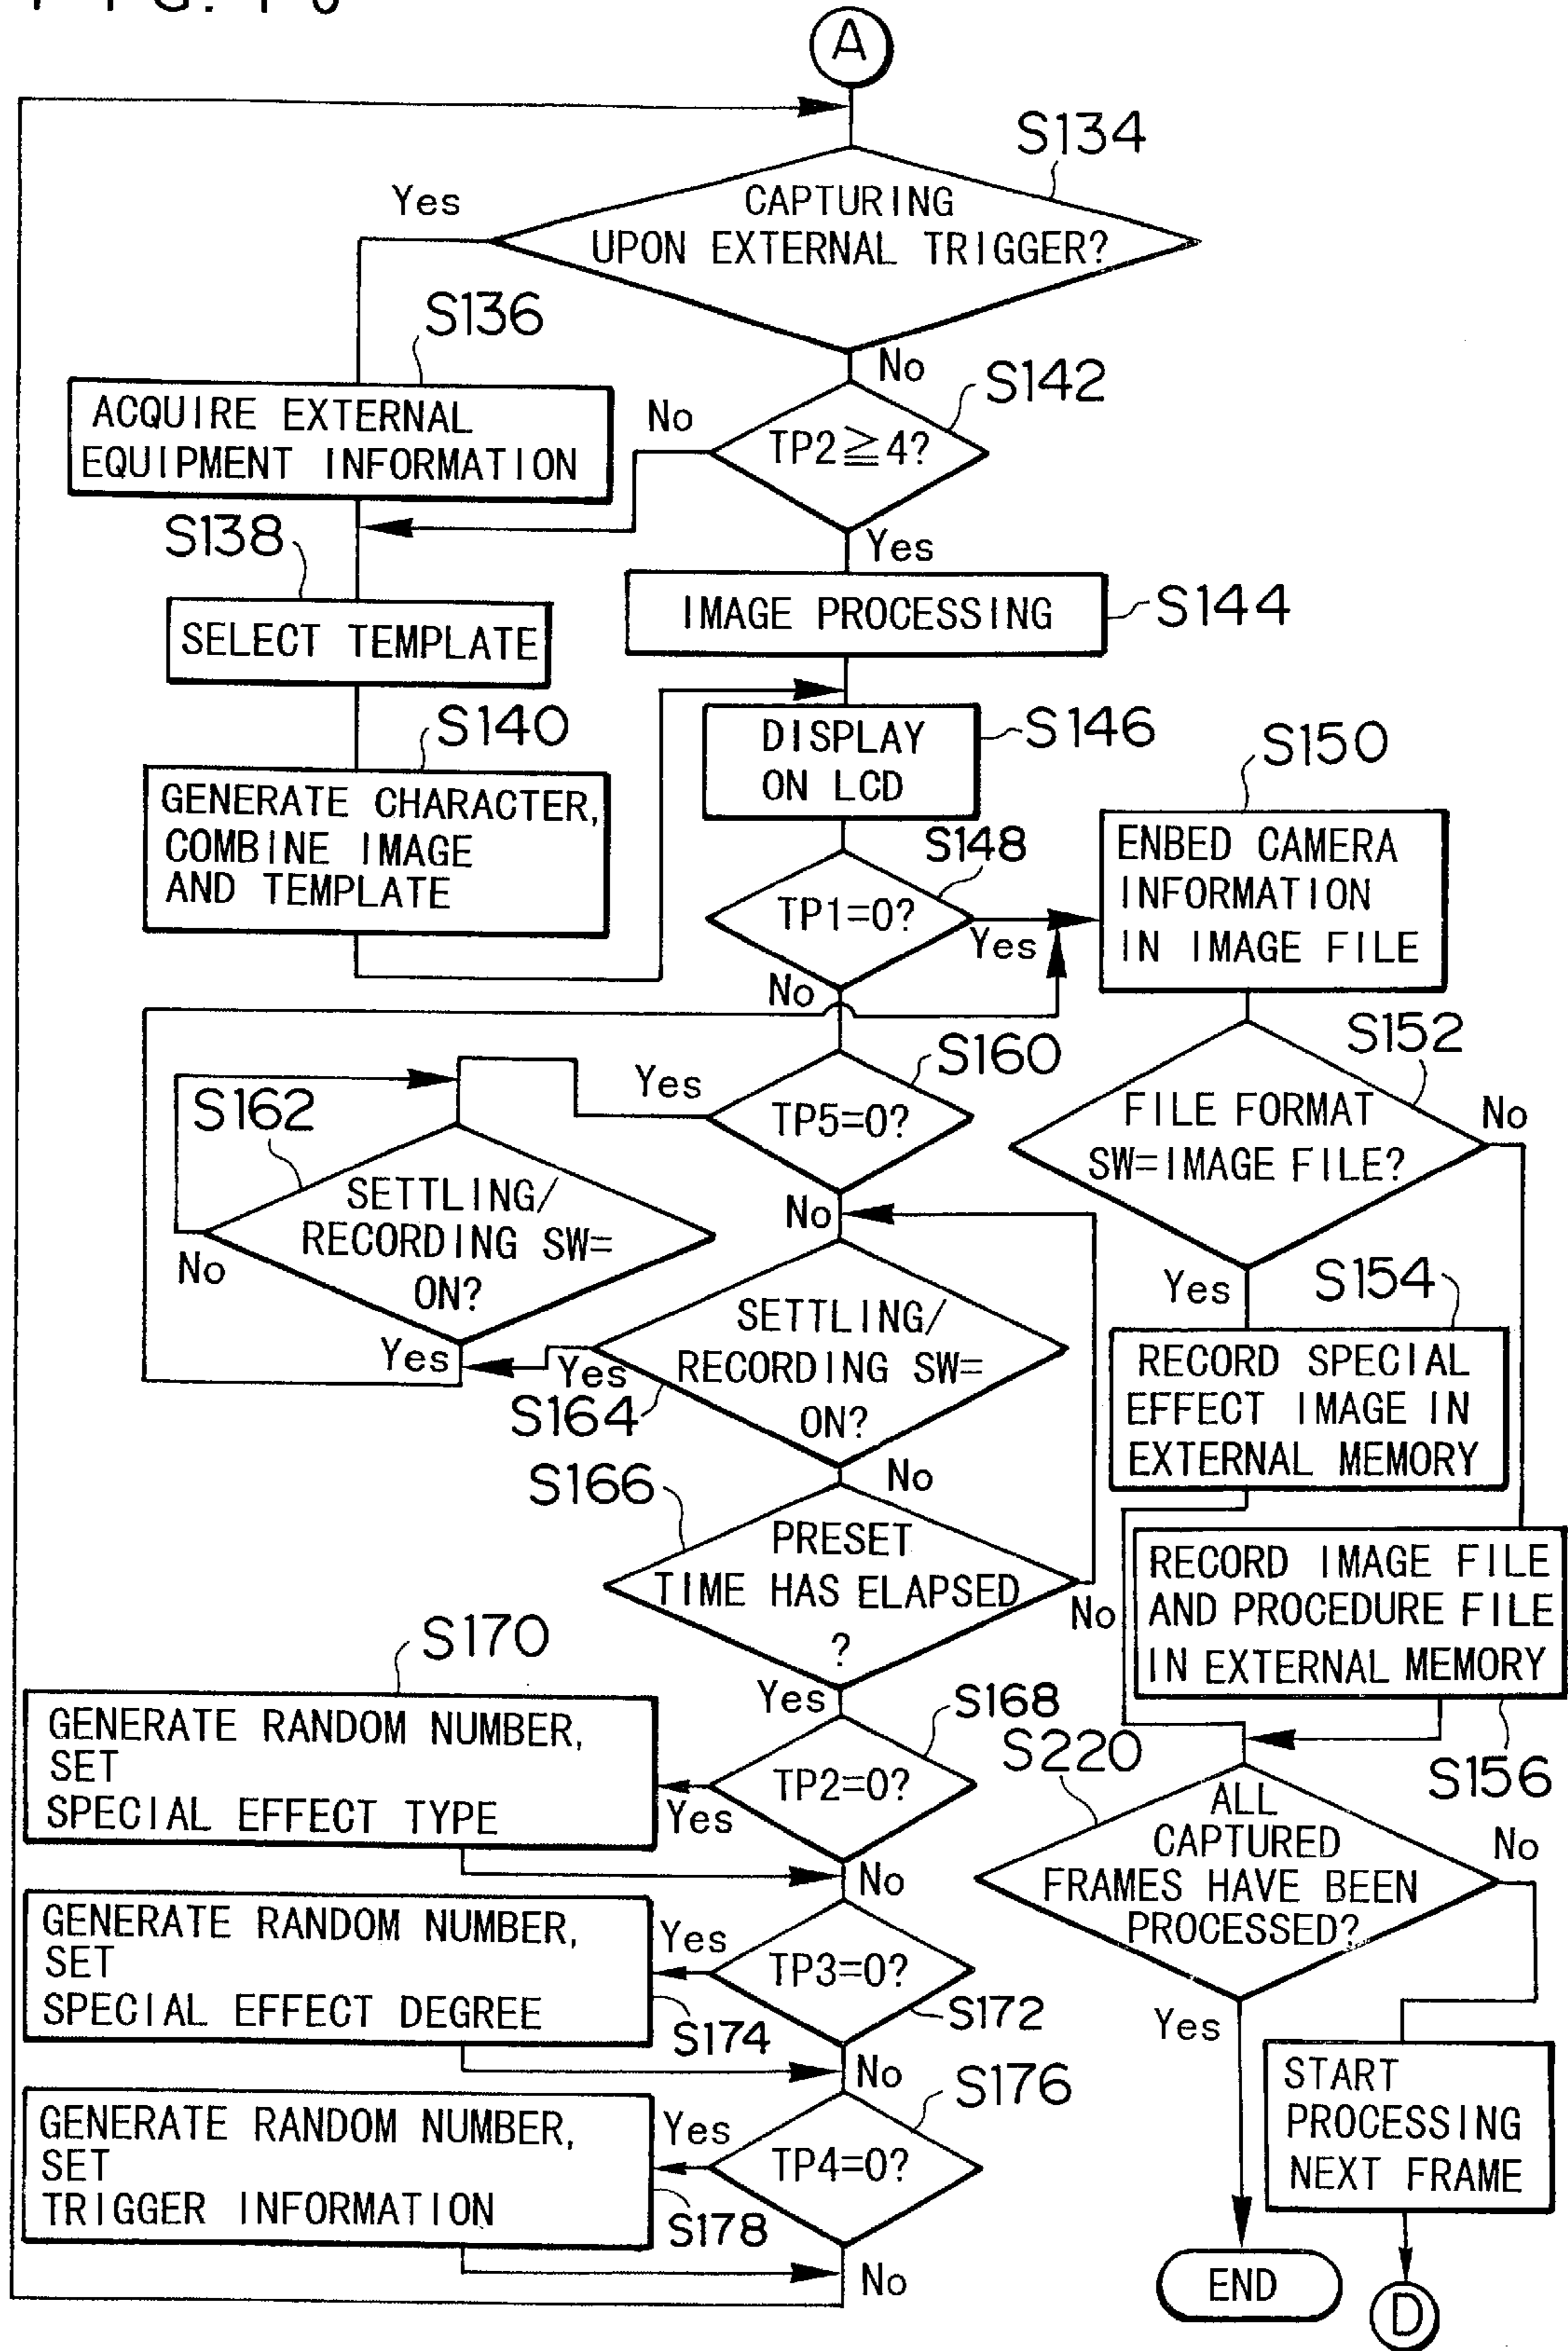 A
S134
Yes
CAPTURING
UPON EXTERNAL TRIGGER?
S136
No
S142
ACQUIRE EXTERNAL
EQUIPMENT INFORMATION
No
TP2≧4?
S138
Yes
SELECT TEMPLATE
IMAGE PROCESSING
S144
S140
DISPLAY
ON LCD
S146
S150
GENERATE CHARACTER,
COMBINE IMAGE
AND TEMPLATE
S148
TP1=0?
Yes
No
ENBED CAMERA
INFORMATION
IN IMAGE FILE
S160
S152
Yes
TP5=0?
No
S162
SETTLING/
RECORDING SW=
ON?
No
Yes
FILE FORMAT
SW=IMAGE FILE?
No
Yes
S154
SETTLING/
RECORDING SW=
ON?
Yes
S164
No
RECORD SPECIAL
EFFECT IMAGE IN
EXTERNAL MEMORY
S166
PRESET
TIME HAS ELAPSED
?
No
Yes
RECORD IMAGE FILE
AND PROCEDURE FILE
IN EXTERNAL MEMORY
S156
S170
GENERATE RANDOM NUMBER,
SET
SPECIAL EFFECT TYPE
S168
TP2=0?
Yes
No
S220
ALL
CAPTURED
FRAMES HAVE BEEN
PROCESSED?
No
Yes
GENERATE RANDOM NUMBER,
SET
SPECIAL EFFECT DEGREE
Yes
TP3=0?
S172
S174
No
S176
START
PROCESSING
NEXT FRAME
GENERATE RANDOM NUMBER,
SET
TRIGGER INFORMATION
Yes
TP4=0?
S178
No
END
D